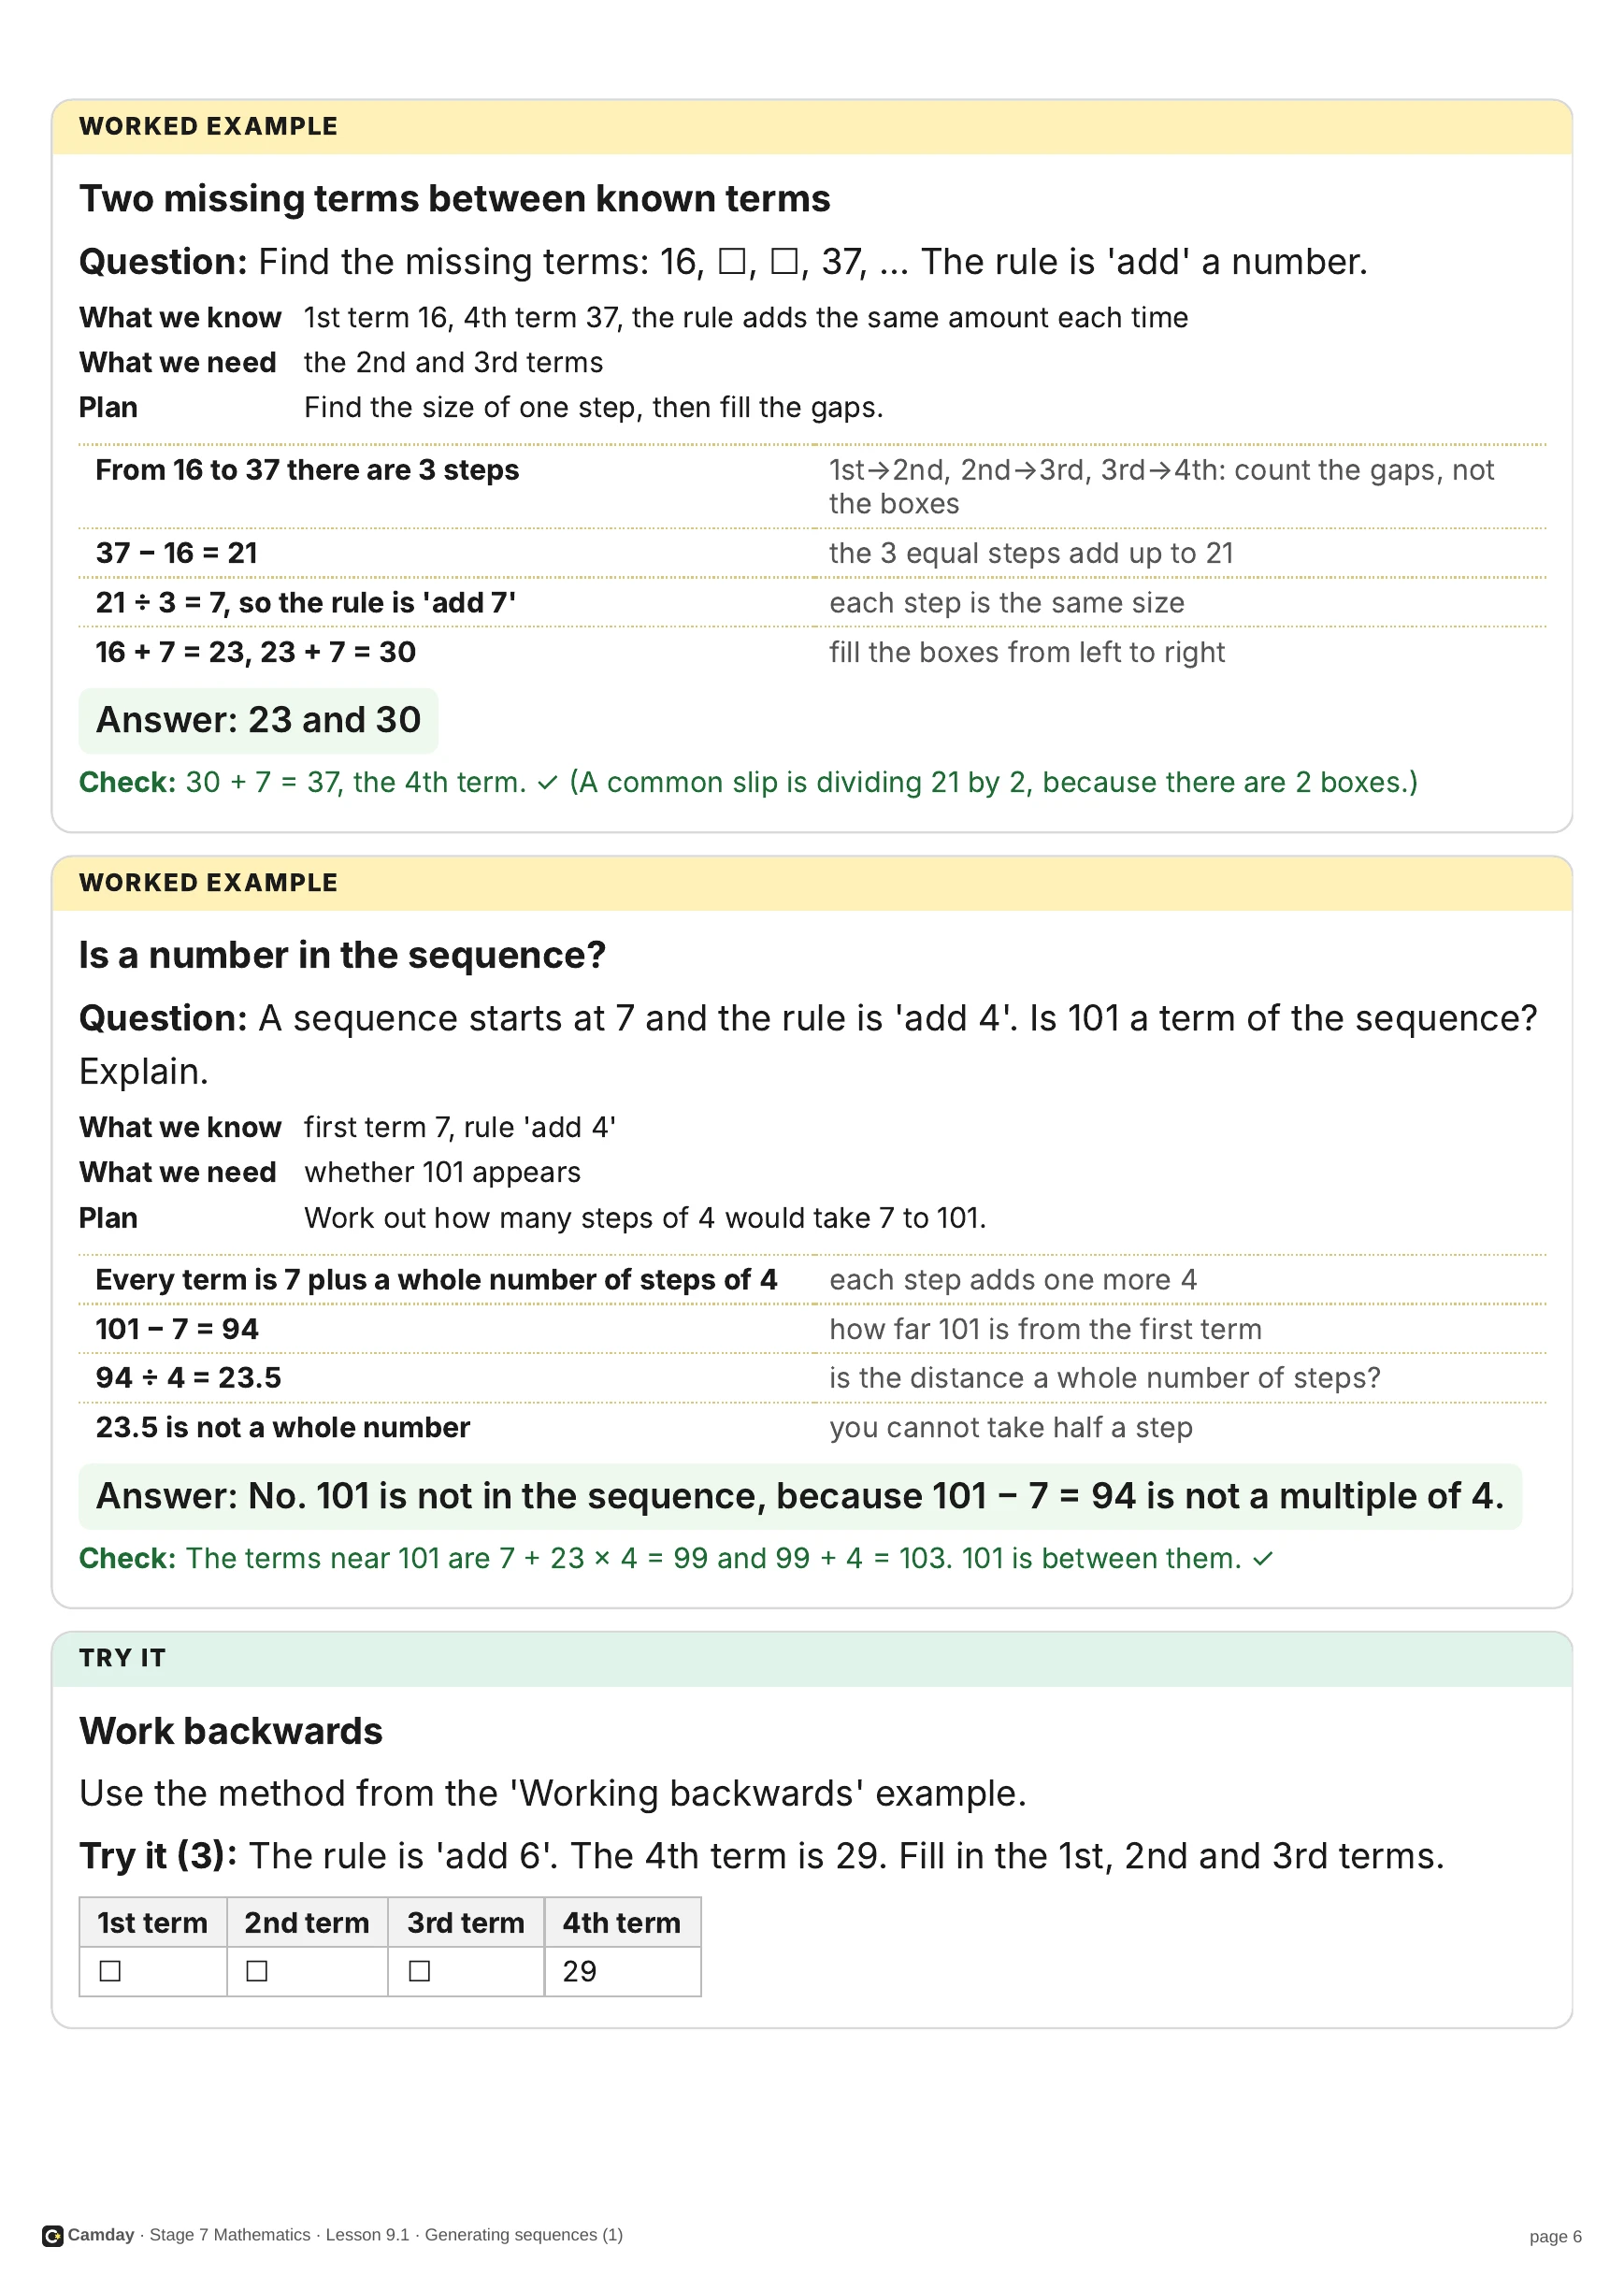 WORKED EXAMPLE
Two missing terms between known terms
Question: Find the missing terms: 16, ☐, ☐, 37, ... The rule is 'add' a number.
What we know 1st term 16, 4th term 37, the rule adds the same amount each time
What we need the 2nd and 3rd terms
Plan Find the size of one step, then fill the gaps.
From 16 to 37 there are 3 steps 1st→2nd, 2nd→3rd, 3rd→4th: count the gaps, not
the boxes
37 − 16 = 21 the 3 equal steps add up to 21
21 ÷ 3 = 7, so the rule is 'add 7' each step is the same size
16 + 7 = 23, 23 + 7 = 30 fill the boxes from left to right
Answer: 23 and 30
Check: 30 + 7 = 37, the 4th term. ✓ (A common slip is dividing 21 by 2, because there are 2 boxes.)
WORKED EXAMPLE
Is a number in the sequence?
Question: A sequence starts at 7 and the rule is 'add 4'. Is 101 a term of the sequence?
Explain.
What we know first term 7, rule 'add 4'
What we need whether 101 appears
Plan Work out how many steps of 4 would take 7 to 101.
Every term is 7 plus a whole number of steps of 4 each step adds one more 4
101 − 7 = 94 how far 101 is from the first term
94 ÷ 4 = 23.5 is the distance a whole number of steps?
23.5 is not a whole number you cannot take half a step
Answer: No. 101 is not in the sequence, because 101 − 7 = 94 is not a multiple of 4.
Check: The terms near 101 are 7 + 23 × 4 = 99 and 99 + 4 = 103. 101 is between them. ✓
TRY IT
Work backwards
Use the method from the 'Working backwards' example.
Try it (3): The rule is 'add 6'. The 4th term is 29. Fill in the 1st, 2nd and 3rd terms.
1st term 2nd term 3rd term 4th term
☐ ☐ ☐ 29
Camday · Stage 7 Mathematics · Lesson 9.1 · Generating sequences (1) page 6